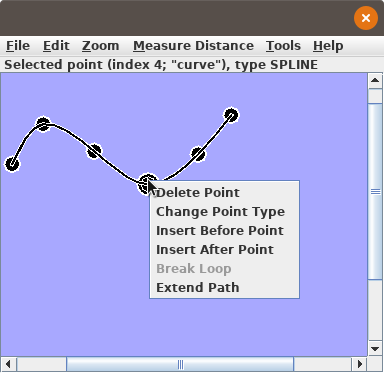 File Edit Zoom Measure Distance Tools Help
Selected point (index 4; "curve"), type SPLINE
Delete Point
Change Point Type
Insert Before Point
Insert After Point
Break Loop
Extend Path